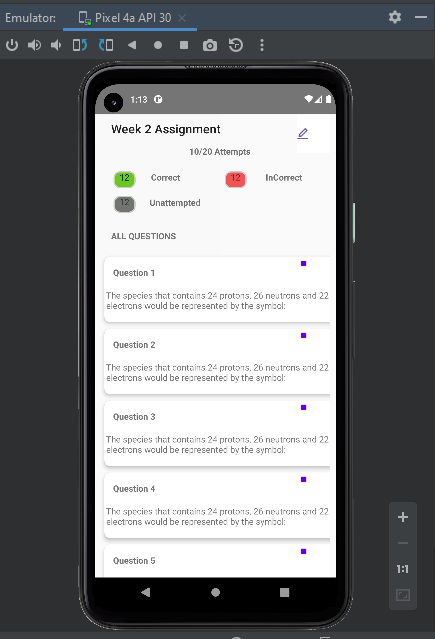 Emulator: Pixel 4a API 30
1:13
Week 2 Assignment
10/20 Attempts
12 Correct 12 InCorrect
12 Unattempted
ALL QUESTIONS
Question 1
The species that contains 24 protons, 26 neutrons and 22
electrons would be represented by the symbol:
Question 2
The species that contains 24 protons, 26 neutrons and 22
electrons would be represented by the symbol:
Question 3
The species that contains 24 protons, 26 neutrons and 22
electrons would be represented by the symbol:
Question 4
The species that contains 24 protons, 26 neutrons and 22
electrons would be represented by the symbol:
Question 5
1:1